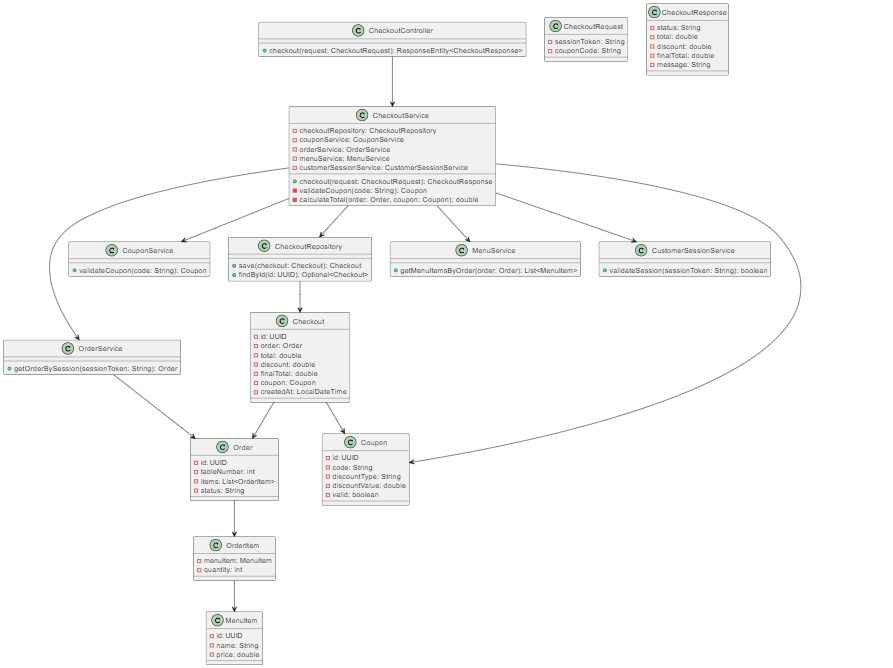 C CheckoutController
checkout(request: CheckoutRequest): ResponseEntity<CheckoutResponse>
C CheckoutRequest
sessionToken: String
couponCode: String
C CheckoutResponse
status: String
total: double
discount: double
finalTotal: double
message: String
C CheckoutService
checkoutRepository: CheckoutRepository
couponService: CouponService
orderService: OrderService
menuService: MenuService
customerSessionService: CustomerSessionService
checkout(request: CheckoutRequest): CheckoutResponse
validateCoupon(code: String): Coupon
calculateTotal(order: Order, coupon: Coupon): double
C CouponService
validateCoupon(code: String): Coupon
C CheckoutRepository
save(checkout: Checkout): Checkout
findById(id: UUID): Optional<Checkout>
C MenuService
getMenuItemsByOrder(order: Order): List<MenuItem>
C CustomerSessionService
validateSession(sessionToken: String): boolean
C OrderService
getOrderBySession(sessionToken: String): Order
C Checkout
id: UUID
order: Order
total: double
discount: double
finalTotal: double
coupon: Coupon
createdAt: LocalDateTime
C Order
id: UUID
tableNumber: int
items: List<OrderItem>
status: String
C Coupon
id: UUID
code: String
discountType: String
discountValue: double
valid: boolean
C OrderItem
menuItem: MenuItem
quantity: int
C MenuItem
id: UUID
name: String
price: double